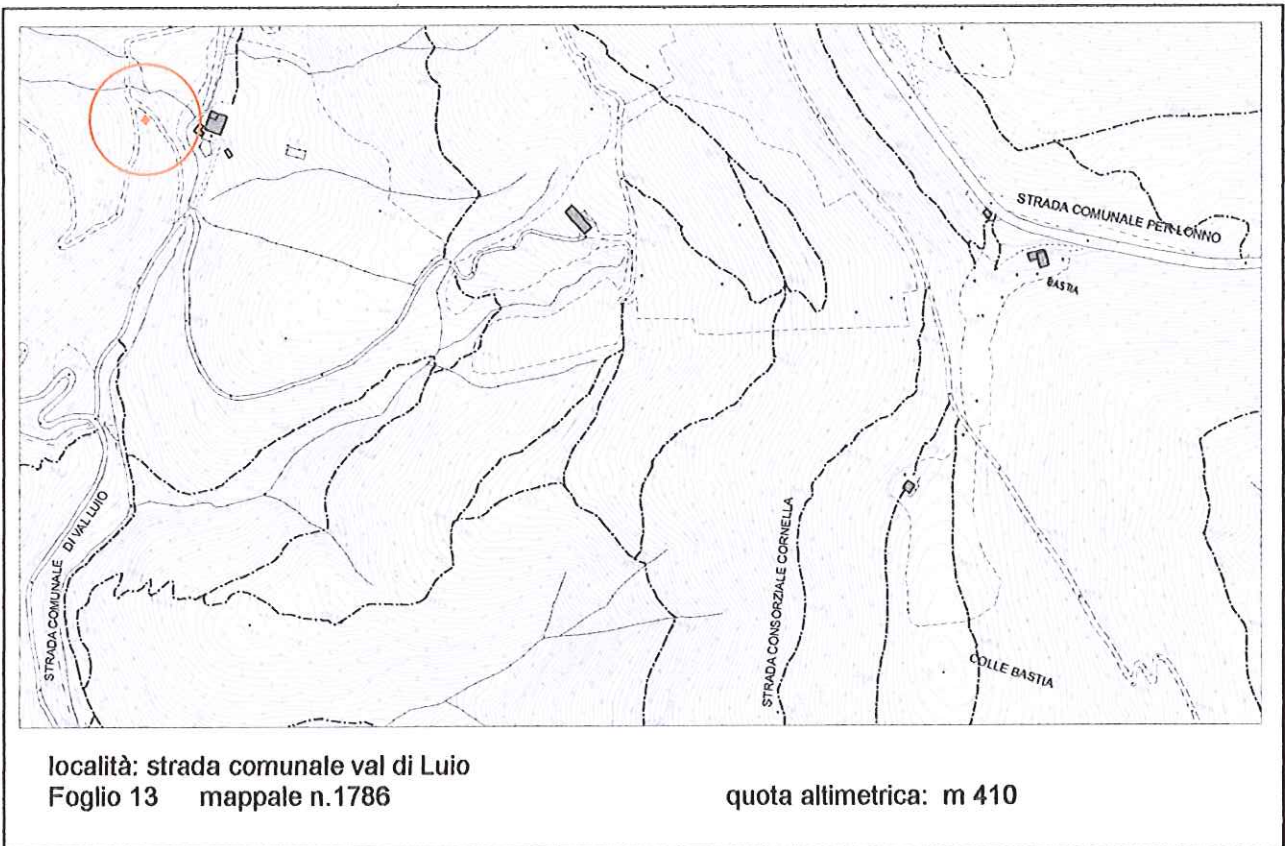 STRADA COMUNALE PER LONNO
BASTIA
STRADA COMUNALE DI VAL LUIO
STRADA CONSORZIALE CORNELLA
COLLE BASTIA
località: strada comunale val di Luio
Foglio 13 mappale n.1786
quota altimetrica: m 410